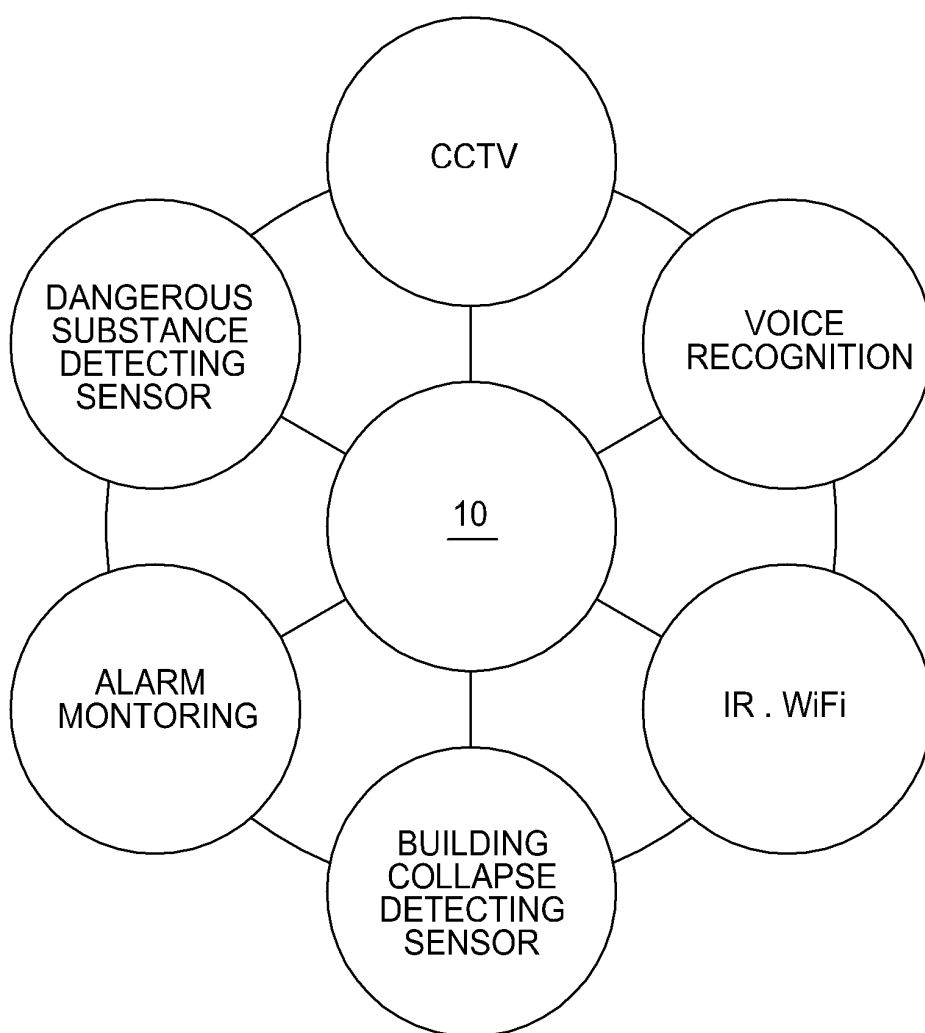 CCTV
DANGEROUS
SUBSTANCE
DETECTING
SENSOR
VOICE
RECOGNITION
10
ALARM
MONTORING
IR . WiFi
BUILDING
COLLAPSE
DETECTING
SENSOR